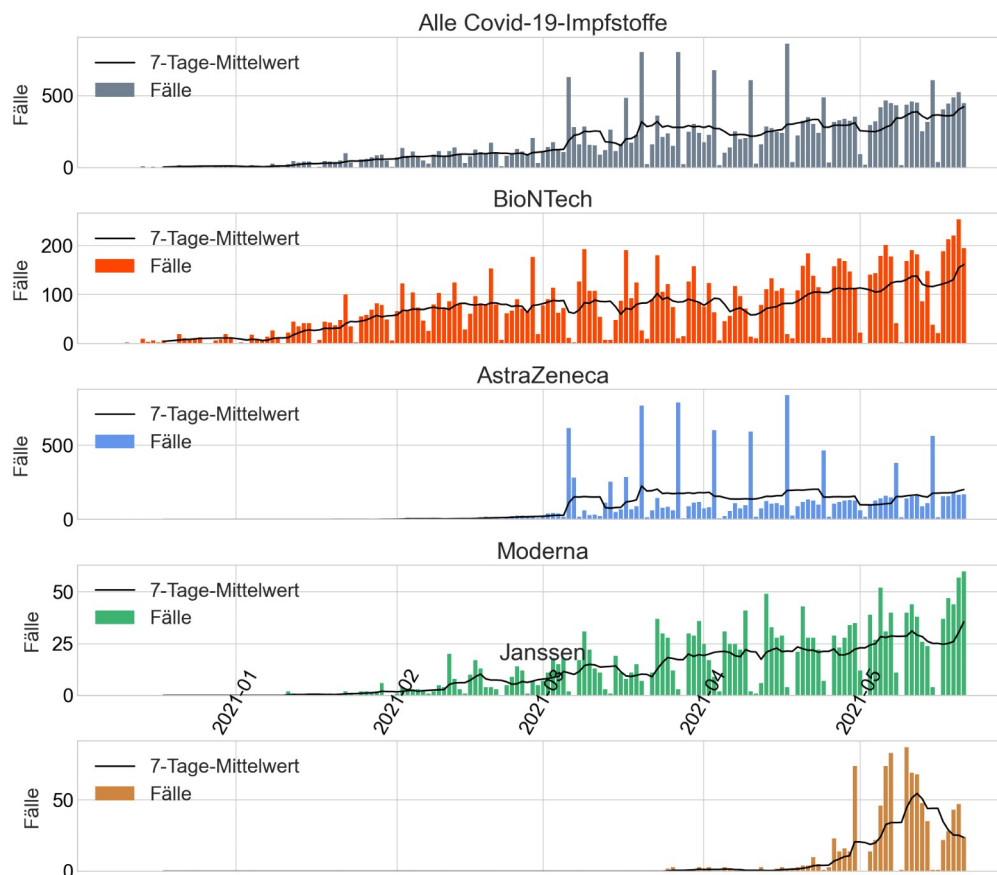 Alle Covid-19-Impfstoffe
Fälle
500
0
7-Tage-Mittelwert
Fälle
BioNTech
Fälle
200
100
0
7-Tage-Mittelwert
Fälle
AstraZeneca
Fälle
500
0
7-Tage-Mittelwert
Fälle
Moderna
Fälle
50
25
0
7-Tage-Mittelwert
Fälle
Janssen
2021-01
2021-02
2021-03
2021-04
2021-05
Fälle
50
0
7-Tage-Mittelwert
Fälle